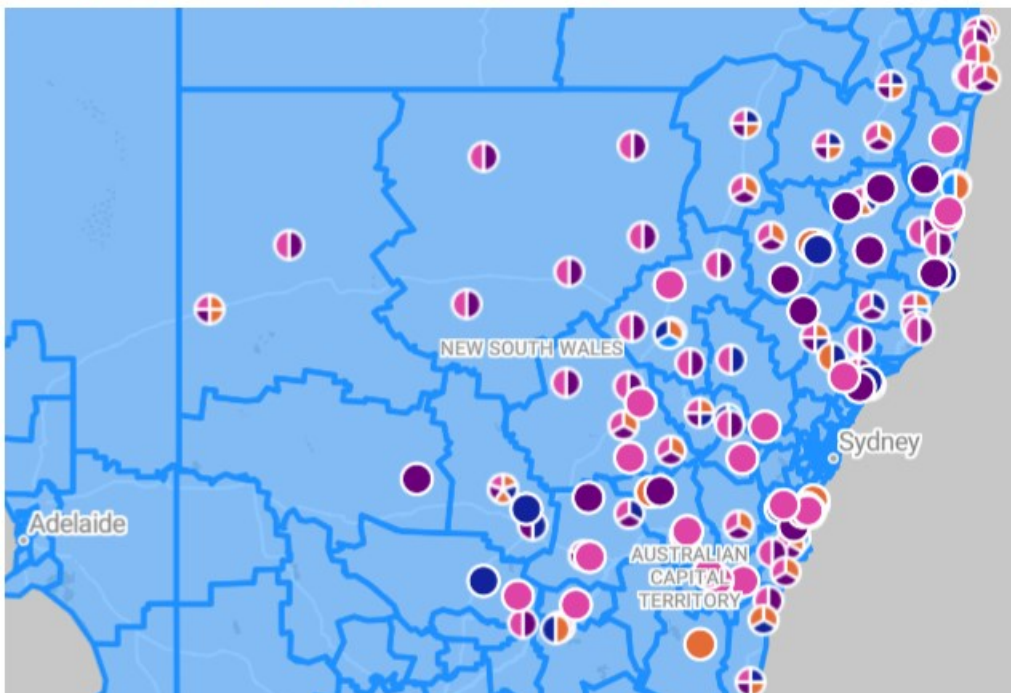 NEW SOUTH WALES
Sydney
Adelaide
AUSTRALIAN
CAPITAL
TERRITORY